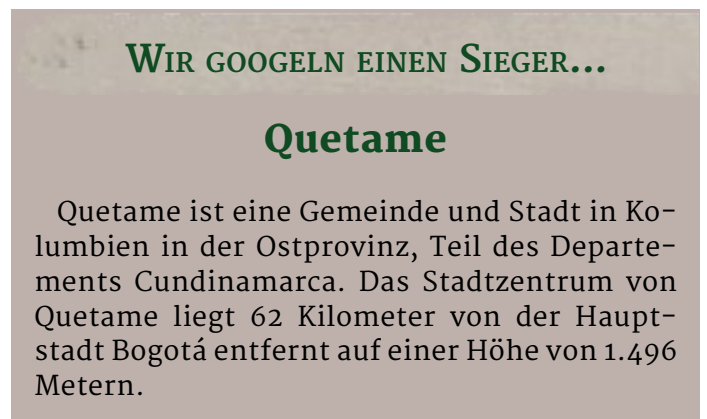 Wir googeln einen Sieger...
Quetame
Quetame ist eine Gemeinde und Stadt in Ko-
lumbien in der Ostprovinz, Teil des Departe-
ments Cundinamarca. Das Stadtzentrum von
Quetame liegt 62 Kilometer von der Haupt-
stadt Bogotá entfernt auf einer Höhe von 1.496
Metern.